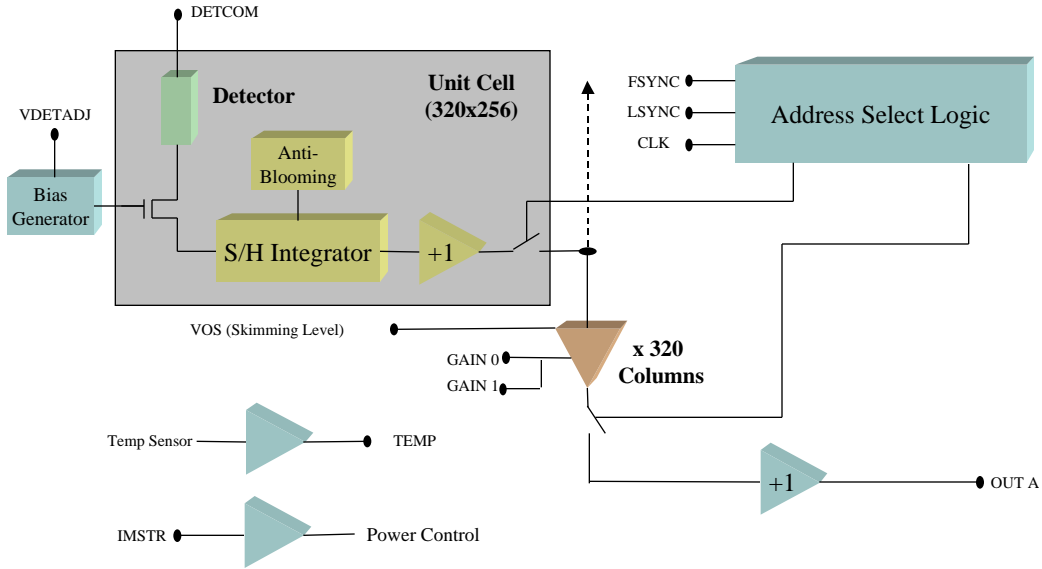 DETCOM
Unit Cell
(320x256)
Detector
VDETADJ
Bias
Generator
Anti-
Blooming
S/H Integrator
+1
FSYNC
LSYNC
CLK
Address Select Logic
VOS (Skimming Level)
GAIN 0
GAIN 1
x 320
Columns
Temp Sensor
TEMP
+1
OUT A
IMSTR
Power Control